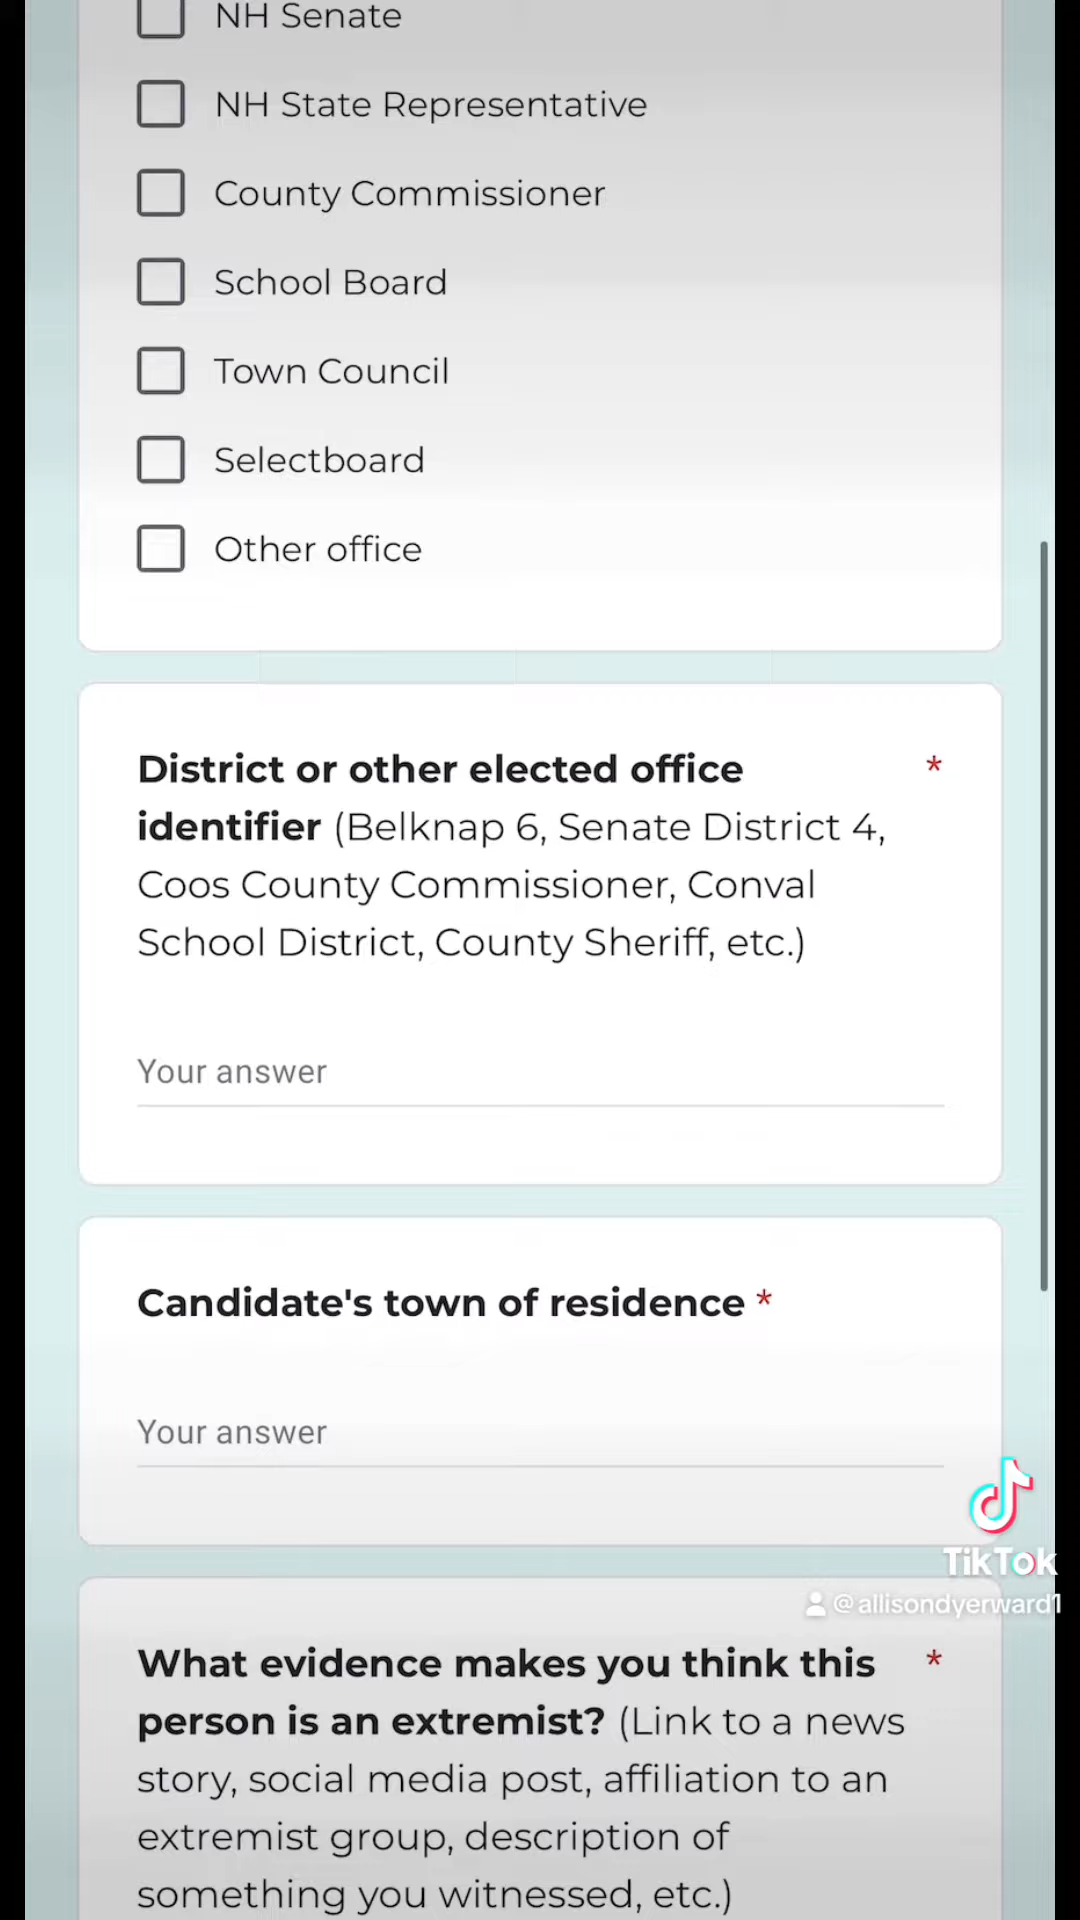 NH Senate
NH State Representative
County Commissioner
School Board
Town Council
Selectboard
Other office
District or other elected office *
identifier (Belknap 6, Senate District 4,
Coos County Commissioner, Conval
School District, County Sheriff, etc.)
Your answer
Candidate's town of residence *
Your answer
TikTok
@allisondyerward1
What evidence makes you think this *
person is an extremist? (Link to a news
story, social media post, affiliation to an
extremist group, description of
something you witnessed, etc.)